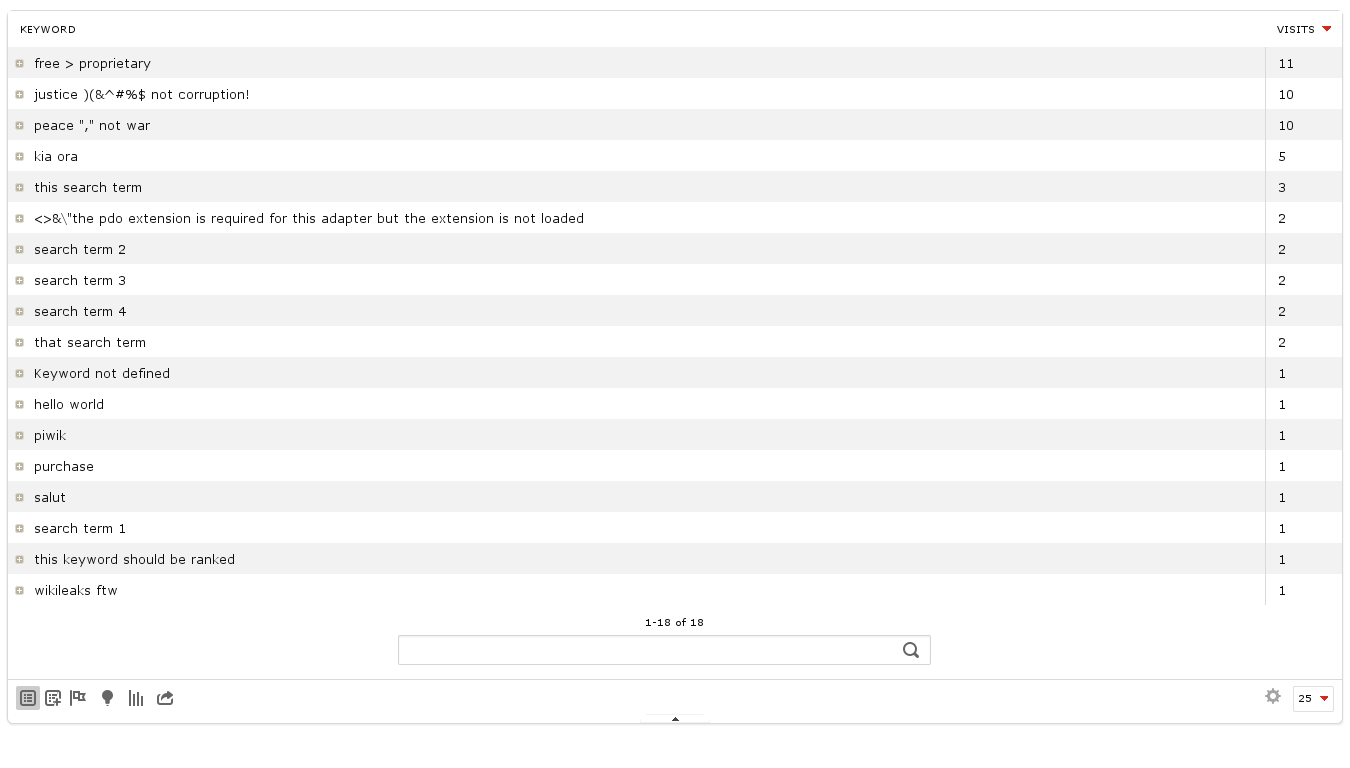 KEYWORD VISITS
free > proprietary 11
justice )(&^#%$ not corruption! 10
peace "," not war 10
kia ora 5
this search term 3
<>&\"the pdo extension is required for this adapter but the extension is not loaded 2
search term 2 2
search term 3 2
search term 4 2
that search term 2
Keyword not defined 1
hello world 1
piwik 1
purchase 1
salut 1
search term 1 1
this keyword should be ranked 1
wikileaks ftw 1
1-18 of 18
25